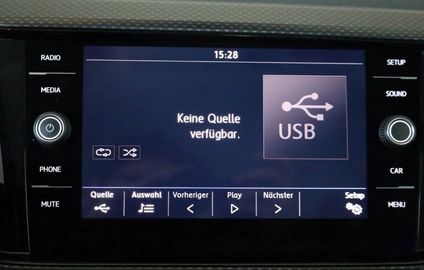 15:28
RADIO
MEDIA
PHONE
MUTE
Keine Quelle
verfügbar.
USB
SETUP
SOUND
CAR
MENU
Quelle Auswahl Vorheriger Play Nächster Setup